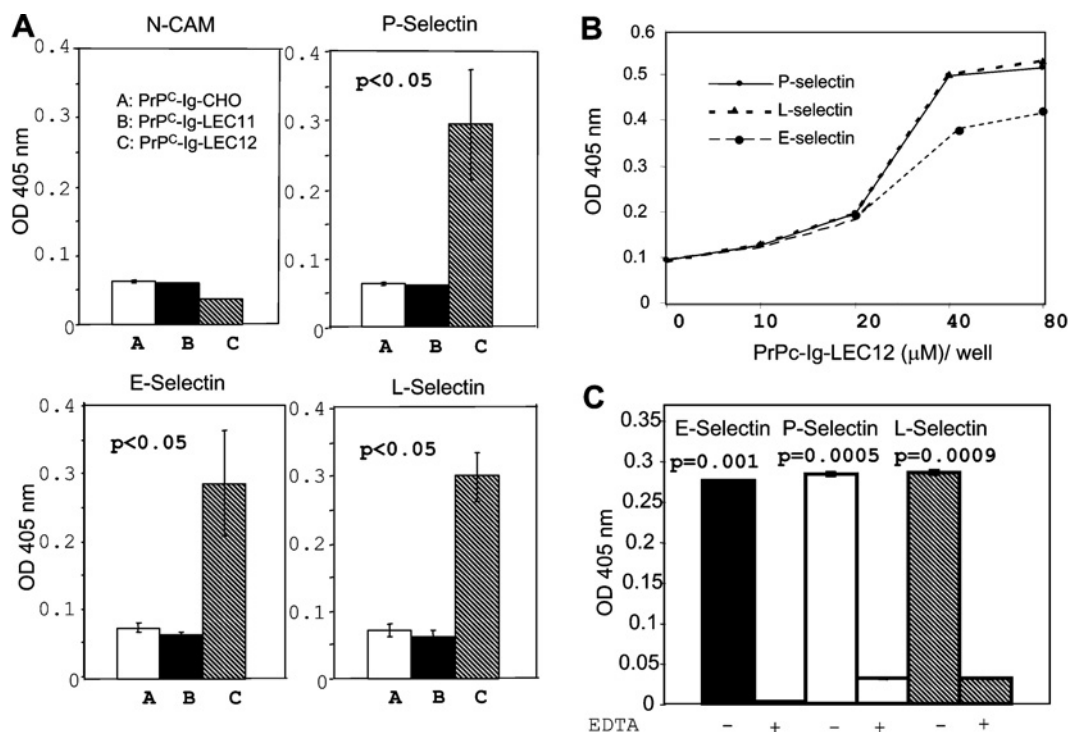 A
N-CAM
0.4
0.3
0.2
0.1
0
OD 405 nm
A: PrPᶜ-Ig-CHO
B: PrPᶜ-Ig-LEC11
C: PrPᶜ-Ig-LEC12
A B C
P-Selectin
0.4
0.3
0.2
0.1
0
p<0.05
A B C
E-Selectin
0.4
0.3
0.2
0.1
0
OD 405 nm
p<0.05
A B C
L-Selectin
0.4
0.3
0.2
0.1
0
p<0.05
A B C
B
0.6
0.5
0.4
0.3
0.2
0.1
0
OD 405 nm
P-selectin
L-selectin
E-selectin
0 10 20 40 80
PrPc-Ig-LEC12 (μM)/ well
C
0.35
0.3
0.25
0.2
0.15
0.1
0.05
0
OD 405 nm
E-Selectin P-Selectin L-Selectin
p=0.001 p=0.0005 p=0.0009
EDTA - + - + - +